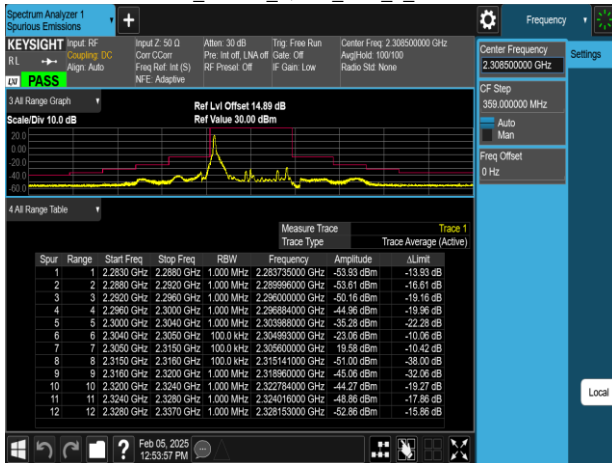 Spectrum Analyzer 1
Spurious Emissions
Frequency
KEYSIGHT Input: RF Input Z: 50 Ω Atten: 30 dB Trig: Free Run Center Freq: 2.308500000 GHz
RL Coupling: DC Corr CCorr Pre: Int off, LNA off Gate: Off Avg|Hold: 100/100
Align: Auto Freq Ref: Int (S) RF Preset: Off IF Gain: Low Radio Std: None
LXI PASS NFE: Adaptive
Center Frequency
2.308500000 GHz
Settings
CF Step
359.000000 MHz
Auto
Man
Freq Offset
0 Hz
Local
3 All Range Graph
Ref Lvl Offset 14.89 dB
Scale/Div 10.0 dB Ref Value 30.00 dBm
20.0
0.00
-20.0
-40.0
-60.0
4 All Range Table
Measure Trace Trace 1
Trace Type Trace Average (Active)
Spur Range Start Freq Stop Freq RBW Frequency Amplitude ΔLimit
1 1 2.2830 GHz 2.2880 GHz 1.000 MHz 2.283735000 GHz -53.93 dBm -13.93 dB
2 2 2.2880 GHz 2.2920 GHz 1.000 MHz 2.289996000 GHz -53.61 dBm -16.61 dB
3 3 2.2920 GHz 2.2960 GHz 1.000 MHz 2.296000000 GHz -50.16 dBm -19.16 dB
4 4 2.2960 GHz 2.3000 GHz 1.000 MHz 2.296884000 GHz -44.96 dBm -19.96 dB
5 5 2.3000 GHz 2.3040 GHz 1.000 MHz 2.303988000 GHz -35.28 dBm -22.28 dB
6 6 2.3040 GHz 2.3050 GHz 100.0 kHz 2.304993000 GHz -23.06 dBm -10.06 dB
7 7 2.3050 GHz 2.3150 GHz 100.0 kHz 2.305600000 GHz 19.58 dBm -10.42 dB
8 8 2.3150 GHz 2.3160 GHz 100.0 kHz 2.315141000 GHz -51.00 dBm -38.00 dB
9 9 2.3160 GHz 2.3200 GHz 1.000 MHz 2.318960000 GHz -45.06 dBm -32.06 dB
10 10 2.3200 GHz 2.3240 GHz 1.000 MHz 2.322784000 GHz -44.27 dBm -19.27 dB
11 11 2.3240 GHz 2.3280 GHz 1.000 MHz 2.324016000 GHz -48.86 dBm -17.86 dB
12 12 2.3280 GHz 2.3370 GHz 1.000 MHz 2.328153000 GHz -52.86 dBm -15.86 dB
Feb 05, 2025
12:53:57 PM